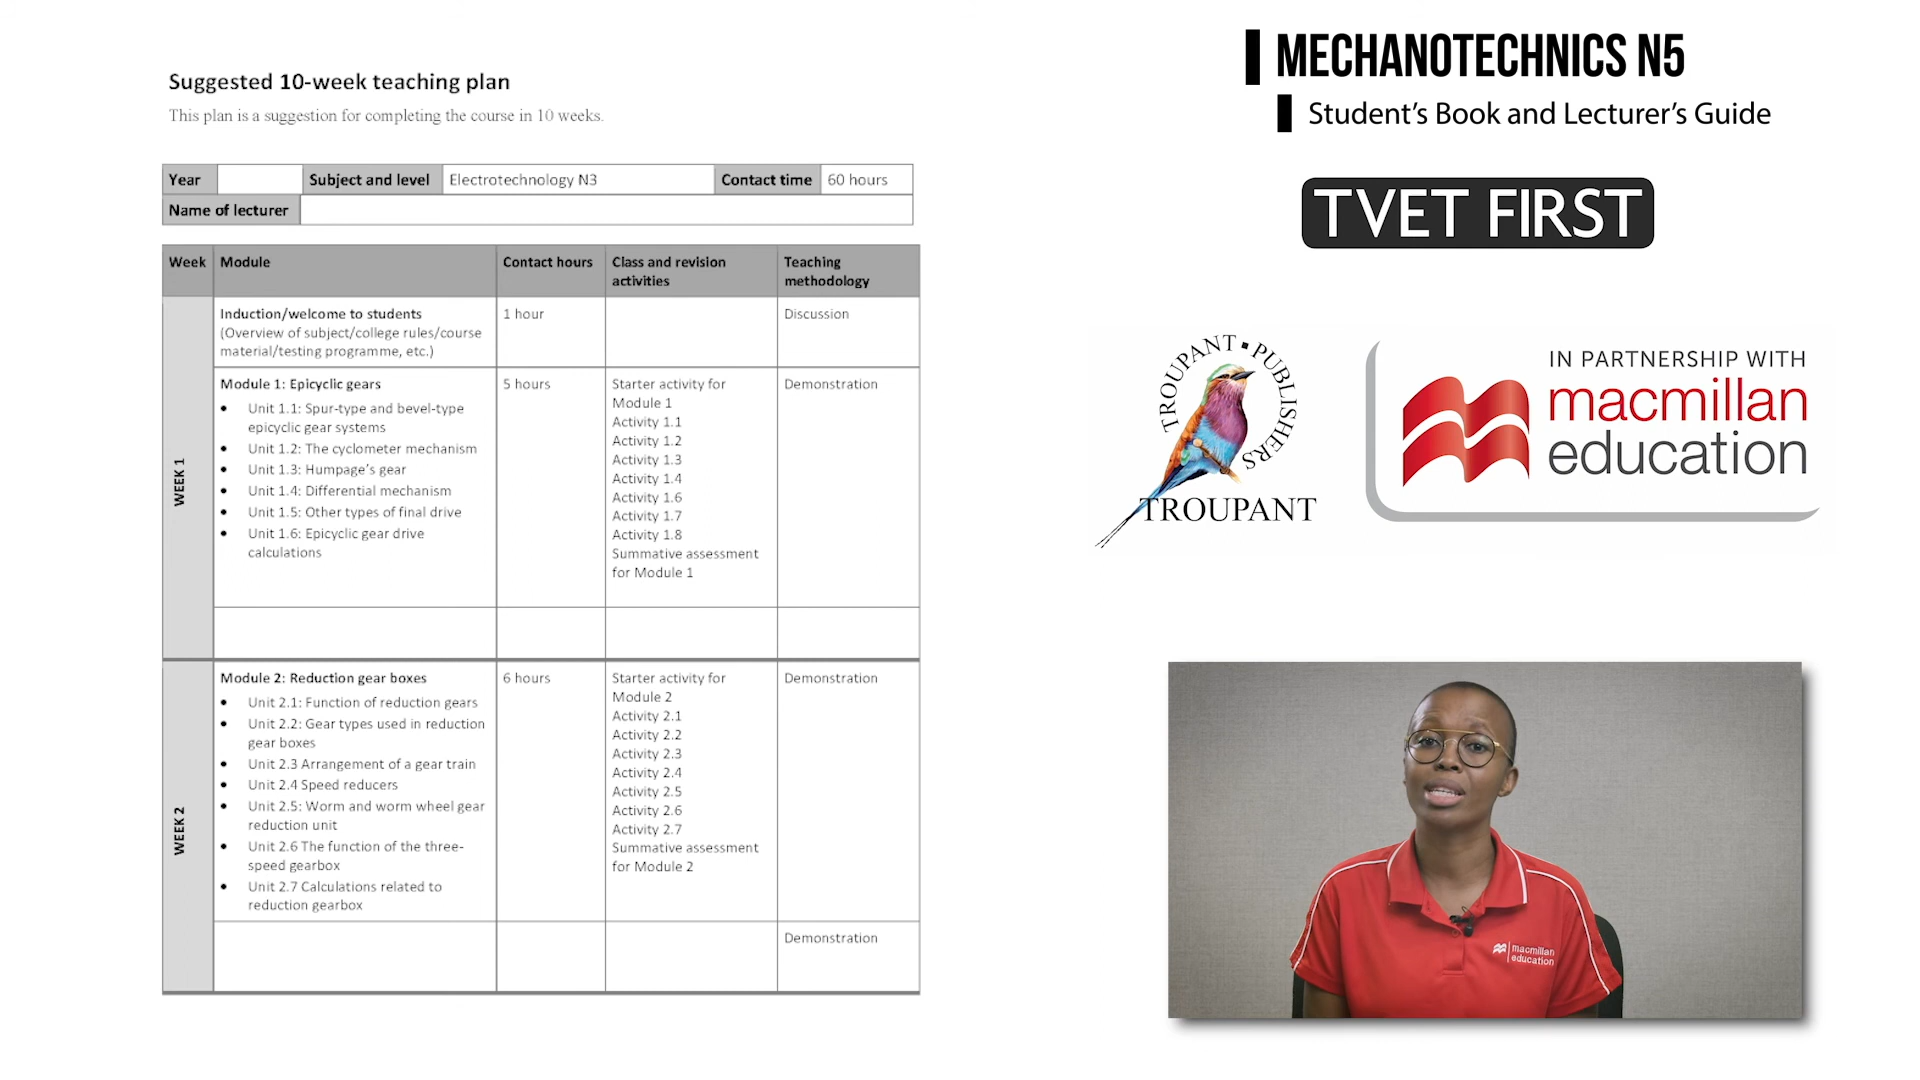 Suggested 10-week teaching plan
This plan is a suggestion for completing the course in 10 weeks.
Year Subject and level Electrotechnology N3 Contact time 60 hours
Name of lecturer
Week Module Contact hours Class and revision activities Teaching methodology
WEEK 1
Induction/welcome to students
(Overview of subject/college rules/course
material/testing programme, etc.)
1 hour
Discussion
Module 1: Epicyclic gears
• Unit 1.1: Spur-type and bevel-type
epicyclic gear systems
• Unit 1.2: The cyclometer mechanism
• Unit 1.3: Humpage's gear
• Unit 1.4: Differential mechanism
• Unit 1.5: Other types of final drive
• Unit 1.6: Epicyclic gear drive
calculations
5 hours
Starter activity for
Module 1
Activity 1.1
Activity 1.2
Activity 1.3
Activity 1.4
Activity 1.6
Activity 1.7
Activity 1.8
Summative assessment
for Module 1
Demonstration
WEEK 2
Module 2: Reduction gear boxes
• Unit 2.1: Function of reduction gears
• Unit 2.2: Gear types used in reduction
gear boxes
• Unit 2.3 Arrangement of a gear train
• Unit 2.4 Speed reducers
• Unit 2.5: Worm and worm wheel gear
reduction unit
• Unit 2.6 The function of the three-
speed gearbox
• Unit 2.7 Calculations related to
reduction gearbox
6 hours
Starter activity for
Module 2
Activity 2.1
Activity 2.2
Activity 2.3
Activity 2.4
Activity 2.5
Activity 2.6
Activity 2.7
Summative assessment
for Module 2
Demonstration
Demonstration
MECHANOTECHNICS N5
Student's Book and Lecturer's Guide
TVET FIRST
TROUPANT PUBLISHERS
TROUPANT
IN PARTNERSHIP WITH
macmillan
education
macmillan
education